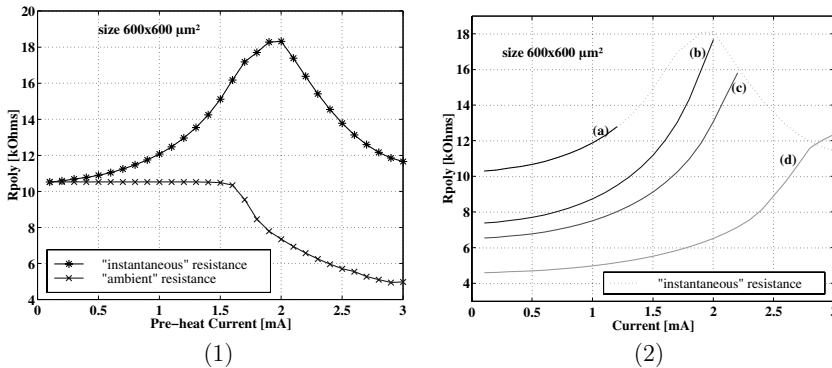 size 600x600 µm²
20
18
16
14
12
10
8
6
4
Rpoly [kOhms]
"instantaneous" resistance
"ambient" resistance
0 0.5 1 1.5 2 2.5 3
Pre-heat Current [mA]
(1)
size 600x600 µm²
18
16
14
12
10
8
6
4
Rpoly [kOhms]
(a)
(b)
(c)
(d)
"instantaneous" resistance
0 0.5 1 1.5 2 2.5 3
Current [mA]
(2)